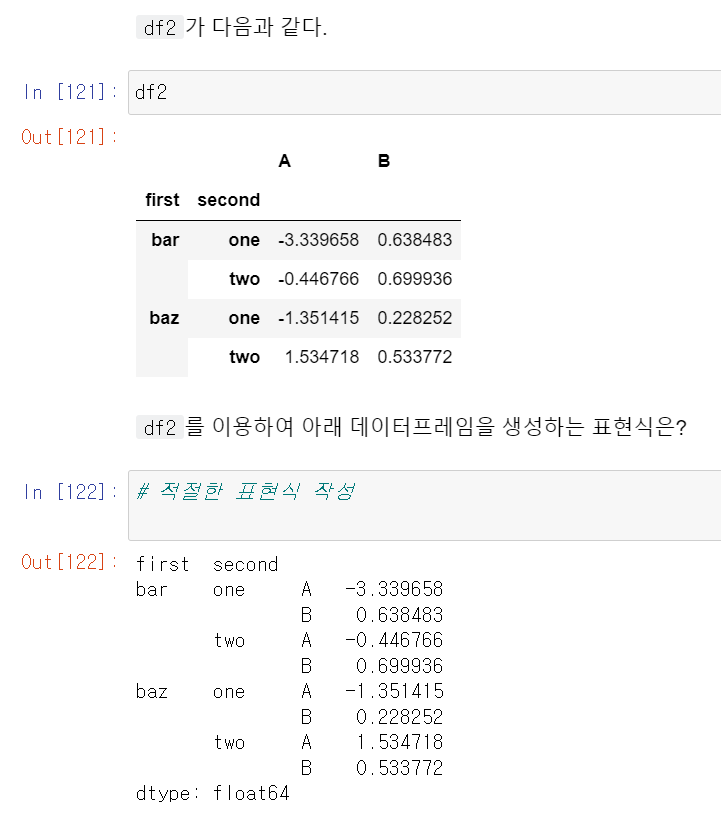 df2 가 다음과 같다.
In [121]: df2
Out[121]:
A B
first second
bar one -3.339658 0.638483
two -0.446766 0.699936
baz one -1.351415 0.228252
two 1.534718 0.533772
df2 를 이용하여 아래 데이터프레임을 생성하는 표현식은?
In [122]: # 적절한 표현식 작성
Out[122]: first second
bar one A -3.339658
B 0.638483
two A -0.446766
B 0.699936
baz one A -1.351415
B 0.228252
two A 1.534718
B 0.533772
dtype: float64